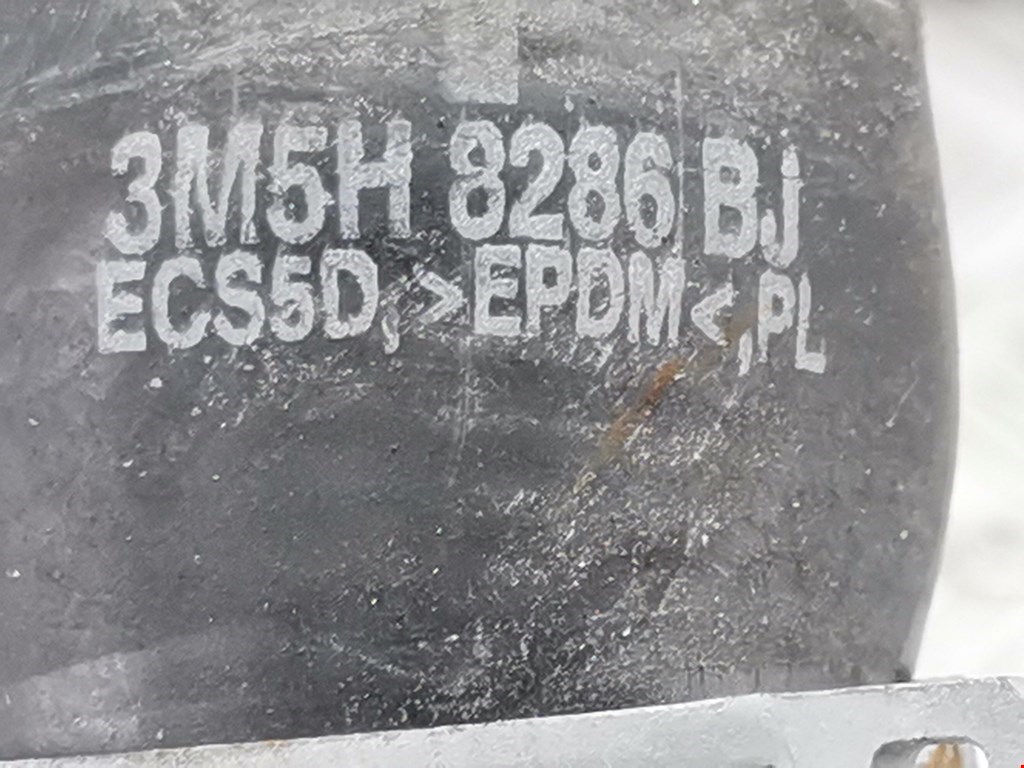 3M5H 8286 BJ
ECS5D, >EPDM<, PL